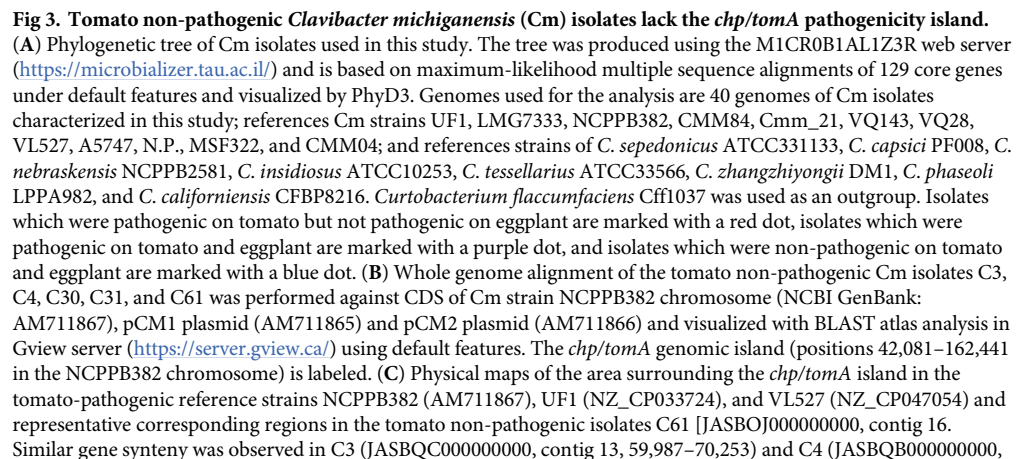 Fig 3. Tomato non-pathogenic Clavibacter michiganensis (Cm) isolates lack the chp/tomA pathogenicity island.
(A) Phylogenetic tree of Cm isolates used in this study. The tree was produced using the M1CR0B1AL1Z3R web server
(https://microbializer.tau.ac.il/) and is based on maximum-likelihood multiple sequence alignments of 129 core genes
under default features and visualized by PhyD3. Genomes used for the analysis are 40 genomes of Cm isolates
characterized in this study; references Cm strains UF1, LMG7333, NCPPB382, CMM84, Cmm_21, VQ143, VQ28,
VL527, A5747, N.P., MSF322, and CMM04; and references strains of C. sepedonicus ATCC331133, C. capsici PF008, C.
nebraskensis NCPPB2581, C. insidiosus ATCC10253, C. tessellarius ATCC33566, C. zhangzhiyongii DM1, C. phaseoli
LPPA982, and C. californiensis CFBP8216. Curtobacterium flaccumfaciens Cff1037 was used as an outgroup. Isolates
which were pathogenic on tomato but not pathogenic on eggplant are marked with a red dot, isolates which were
pathogenic on tomato and eggplant are marked with a purple dot, and isolates which were non-pathogenic on tomato
and eggplant are marked with a blue dot. (B) Whole genome alignment of the tomato non-pathogenic Cm isolates C3,
C4, C30, C31, and C61 was performed against CDS of Cm strain NCPPB382 chromosome (NCBI GenBank:
AM711867), pCM1 plasmid (AM711865) and pCM2 plasmid (AM711866) and visualized with BLAST atlas analysis in
Gview server (https://server.gview.ca/) using default features. The chp/tomA genomic island (positions 42,081–162,441
in the NCPPB382 chromosome) is labeled. (C) Physical maps of the area surrounding the chp/tomA island in the
tomato-pathogenic reference strains NCPPB382 (AM711867), UF1 (NZ_CP033724), and VL527 (NZ_CP047054) and
representative corresponding regions in the tomato non-pathogenic isolates C61 [JASBOJ000000000, contig 16.
Similar gene synteny was observed in C3 (JASBQC000000000, contig 13, 59,987–70,253) and C4 (JASBQB000000000,